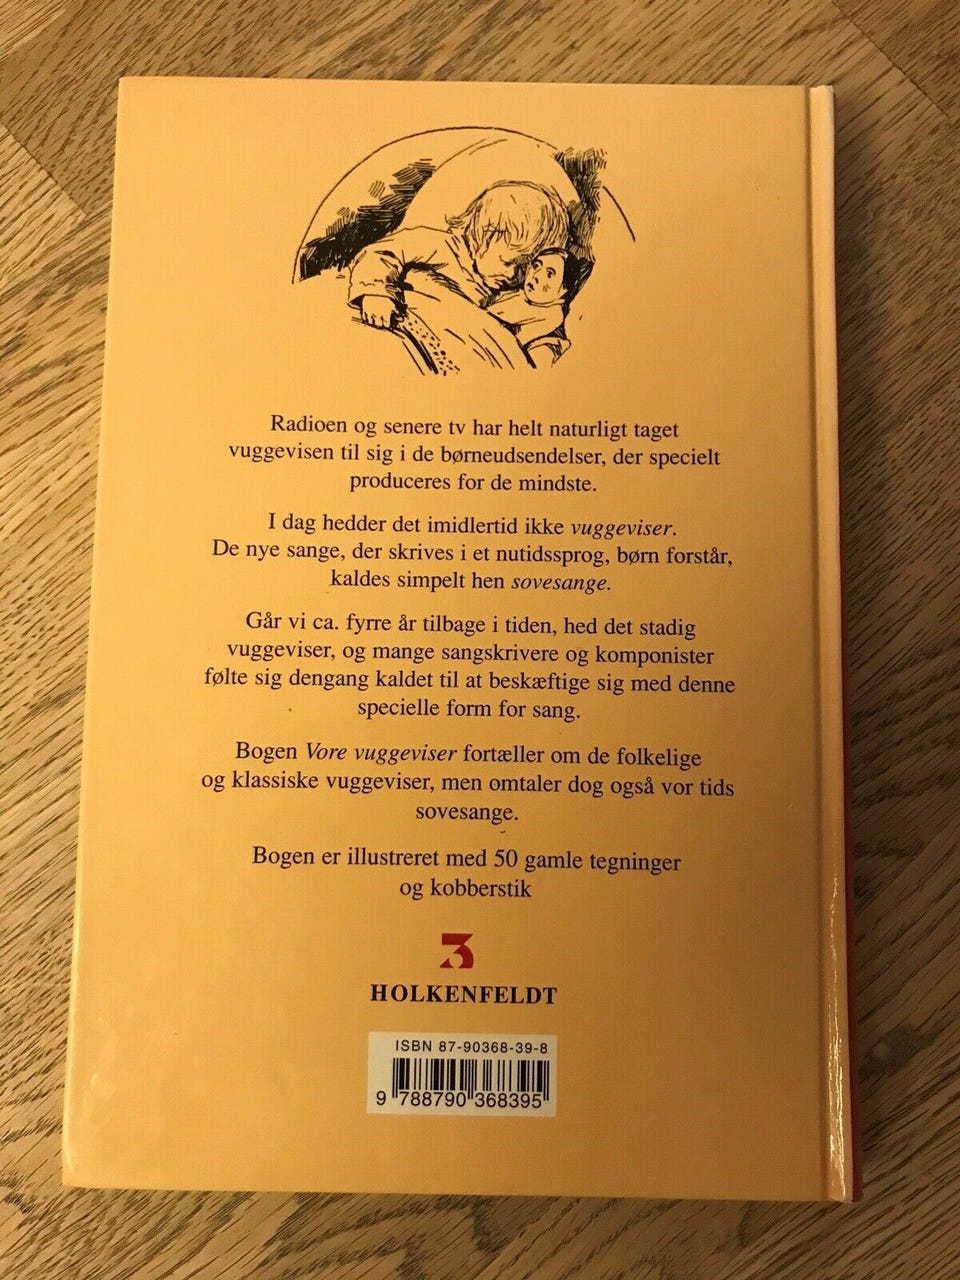 Radioen og senere tv har helt naturligt taget
vuggevisen til sig i de børneudsendelser, der specielt
produceres for de mindste.
I dag hedder det imidlertid ikke vuggeviser.
De nye sange, der skrives i et nutidssprog, børn forstår,
kaldes simpelt hen sovesange.
Går vi ca. fyrre år tilbage i tiden, hed det stadig
vuggeviser, og mange sangskrivere og komponister
følte sig dengang kaldet til at beskæftige sig med denne
specielle form for sang.
Bogen Vore vuggeviser fortæller om de folkelige
og klassiske vuggeviser, men omtaler dog også vor tids
sovesange.
Bogen er illustreret med 50 gamle tegninger
og kobberstik
3
HOLKENFELDT
ISBN 87-90368-39-8
9 788790 368395